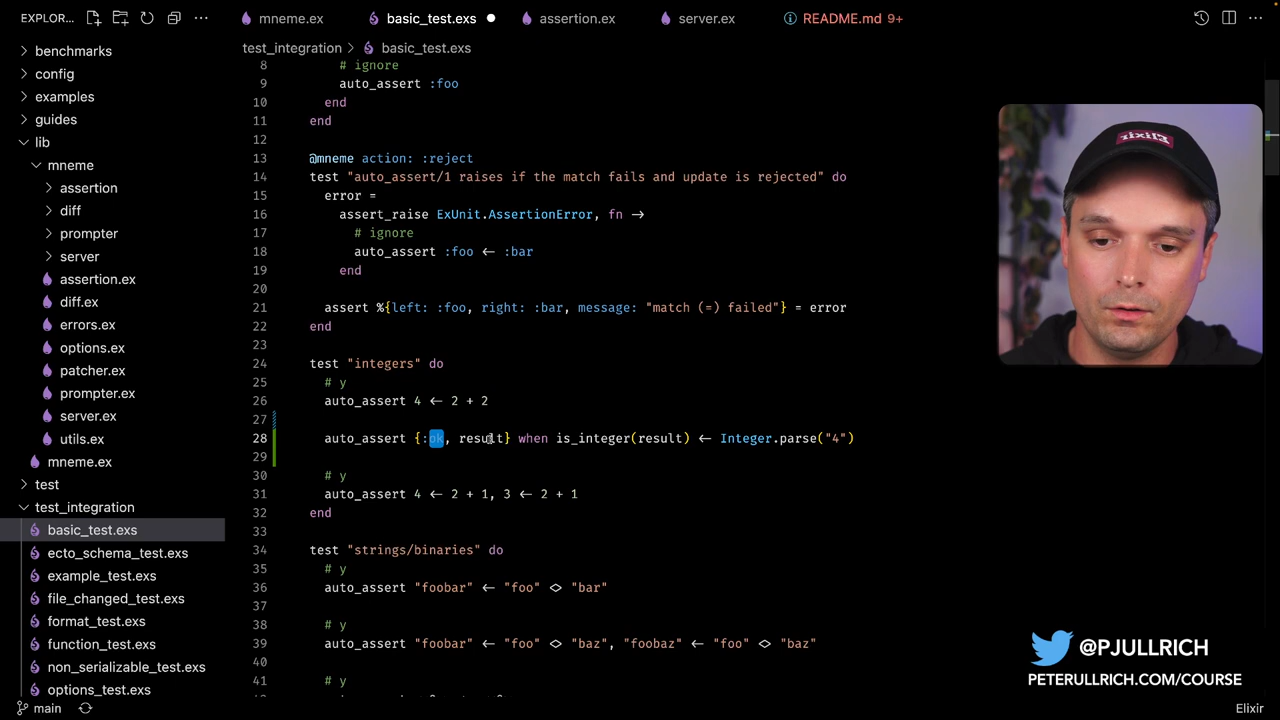 EXPLOR...
mneme.ex
basic_test.exs
assertion.ex
server.ex
README.md 9+
test_integration > basic_test.exs
benchmarks
config
examples
guides
lib
mneme
assertion
diff
prompter
server
assertion.ex
diff.ex
errors.ex
options.ex
patcher.ex
prompter.ex
server.ex
utils.ex
mneme.ex
test
test_integration
basic_test.exs
ecto_schema_test.exs
example_test.exs
file_changed_test.exs
format_test.exs
function_test.exs
non_serializable_test.exs
options_test.exs
8 # ignore
9 auto_assert :foo
10 end
11 end
12
13 @mneme action: :reject
14 test "auto_assert/1 raises if the match fails and update is rejected" do
15 error =
16 assert_raise ExUnit.AssertionError, fn ->
17 # ignore
18 auto_assert :foo <- :bar
19 end
20
21 assert %{left: :foo, right: :bar, message: "match (=) failed"} = error
22 end
23
24 test "integers" do
25 # y
26 auto_assert 4 <- 2 + 2
27
28 auto_assert {:ok, result} when is_integer(result) <- Integer.parse("4")
29
30 # y
31 auto_assert 4 <- 2 + 1, 3 <- 2 + 1
32 end
33
34 test "strings/binaries" do
35 # y
36 auto_assert "foobar" <- "foo" <> "bar"
37
38 # y
39 auto_assert "foobar" <- "foo" <> "baz", "foobaz" <- "foo" <> "baz"
40
41 # y
elixir
@PJULLRICH
PETERULLRICH.COM/COURSE
main
Elixir